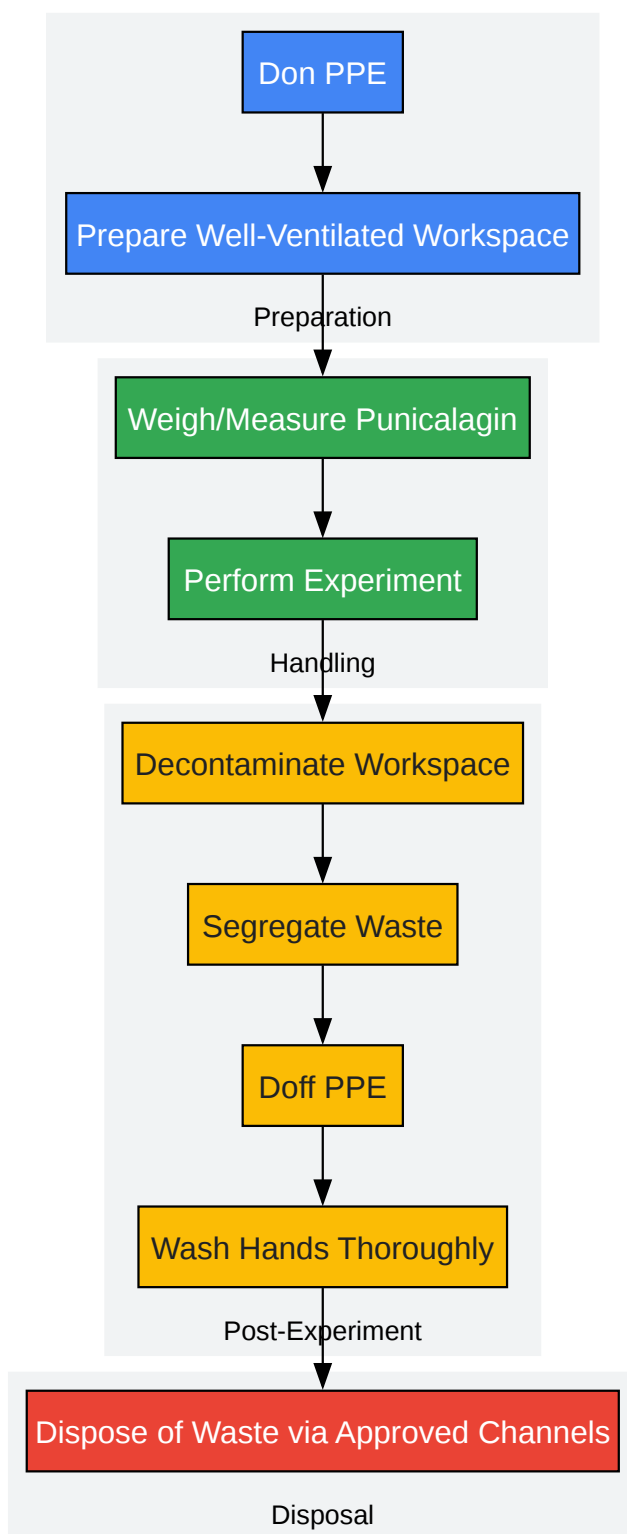 Don PPE
Prepare Well-Ventilated Workspace
Preparation
Weigh/Measure Punicalagin
Perform Experiment
Handling
Decontaminate Workspace
Segregate Waste
Doff PPE
Wash Hands Thoroughly
Post-Experiment
Dispose of Waste via Approved Channels
Disposal